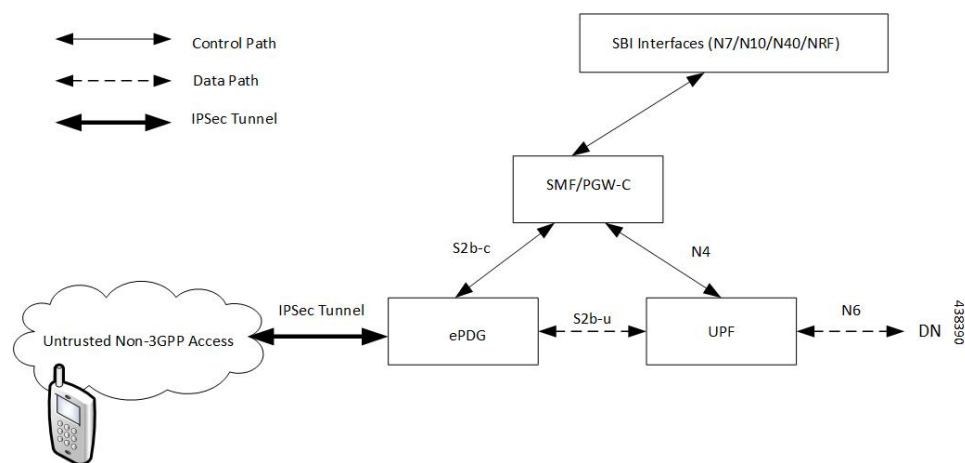 Control Path
Data Path
IPSec Tunnel
SBI Interfaces (N7/N10/N40/NRF)
SMF/PGW-C
S2b-c
N4
IPSec Tunnel
Untrusted Non-3GPP Access
ePDG
S2b-u
UPF
N6
DN
438390